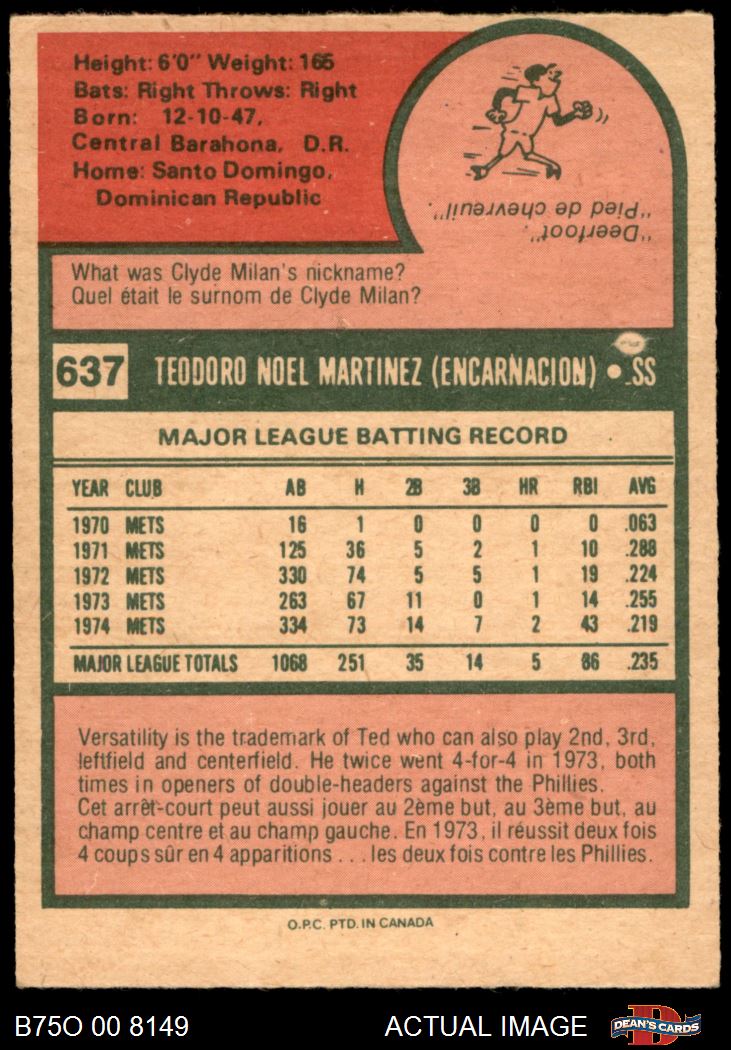 Height: 6'0" Weight: 165
Bats: Right Throws: Right
Born: 12-10-47,
Central Barahona, D.R.
Home: Santo Domingo,
Dominican Republic
"Deerfoot".
"Pied de chevreuil".
What was Clyde Milan's nickname?
Quel était le surnom de Clyde Milan?
637 TEODORO NOEL MARTINEZ (ENCARNACION) • SS
MAJOR LEAGUE BATTING RECORD
YEAR CLUB AB H 2B 3B HR RBI AVG
1970 METS 16 1 0 0 0 0 .063
1971 METS 125 36 5 2 1 10 .288
1972 METS 330 74 5 5 1 19 .224
1973 METS 263 67 11 0 1 14 .255
1974 METS 334 73 14 7 2 43 .219
MAJOR LEAGUE TOTALS 1068 251 35 14 5 86 .235
Versatility is the trademark of Ted who can also play 2nd, 3rd,
leftfield and centerfield. He twice went 4-for-4 in 1973, both
times in openers of double-headers against the Phillies.
Cet arrêt-court peut aussi jouer au 2ème but, au 3ème but, au
champ centre et au champ gauche. En 1973, il réussit deux fois
4 coups sûr en 4 apparitions . . . les deux fois contre les Phillies.
O.P.C. PTD. IN CANADA
B75O 00 8149 ACTUAL IMAGE DEAN'S CARDS